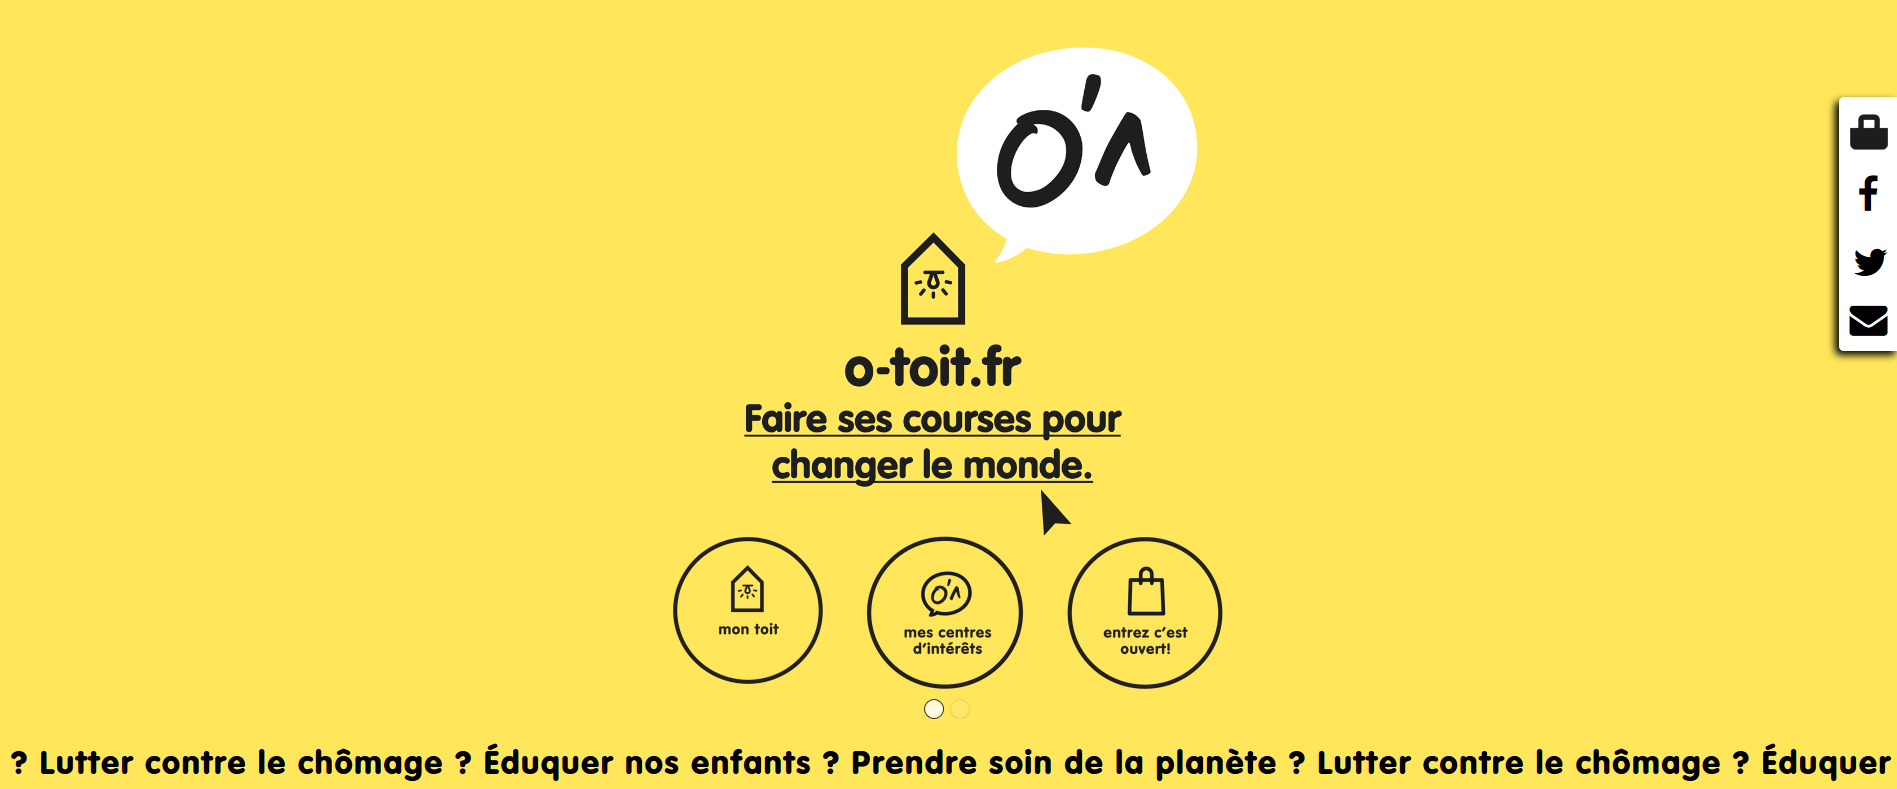 O'^
o-toit.fr
Faire ses courses pour
changer le monde.
mon toit
O'^
mes centres
d'intérêts
entrez c'est
ouvert!
? Lutter contre le chômage ? Éduquer nos enfants ? Prendre soin de la planète ? Lutter contre le chômage ? Éduquer